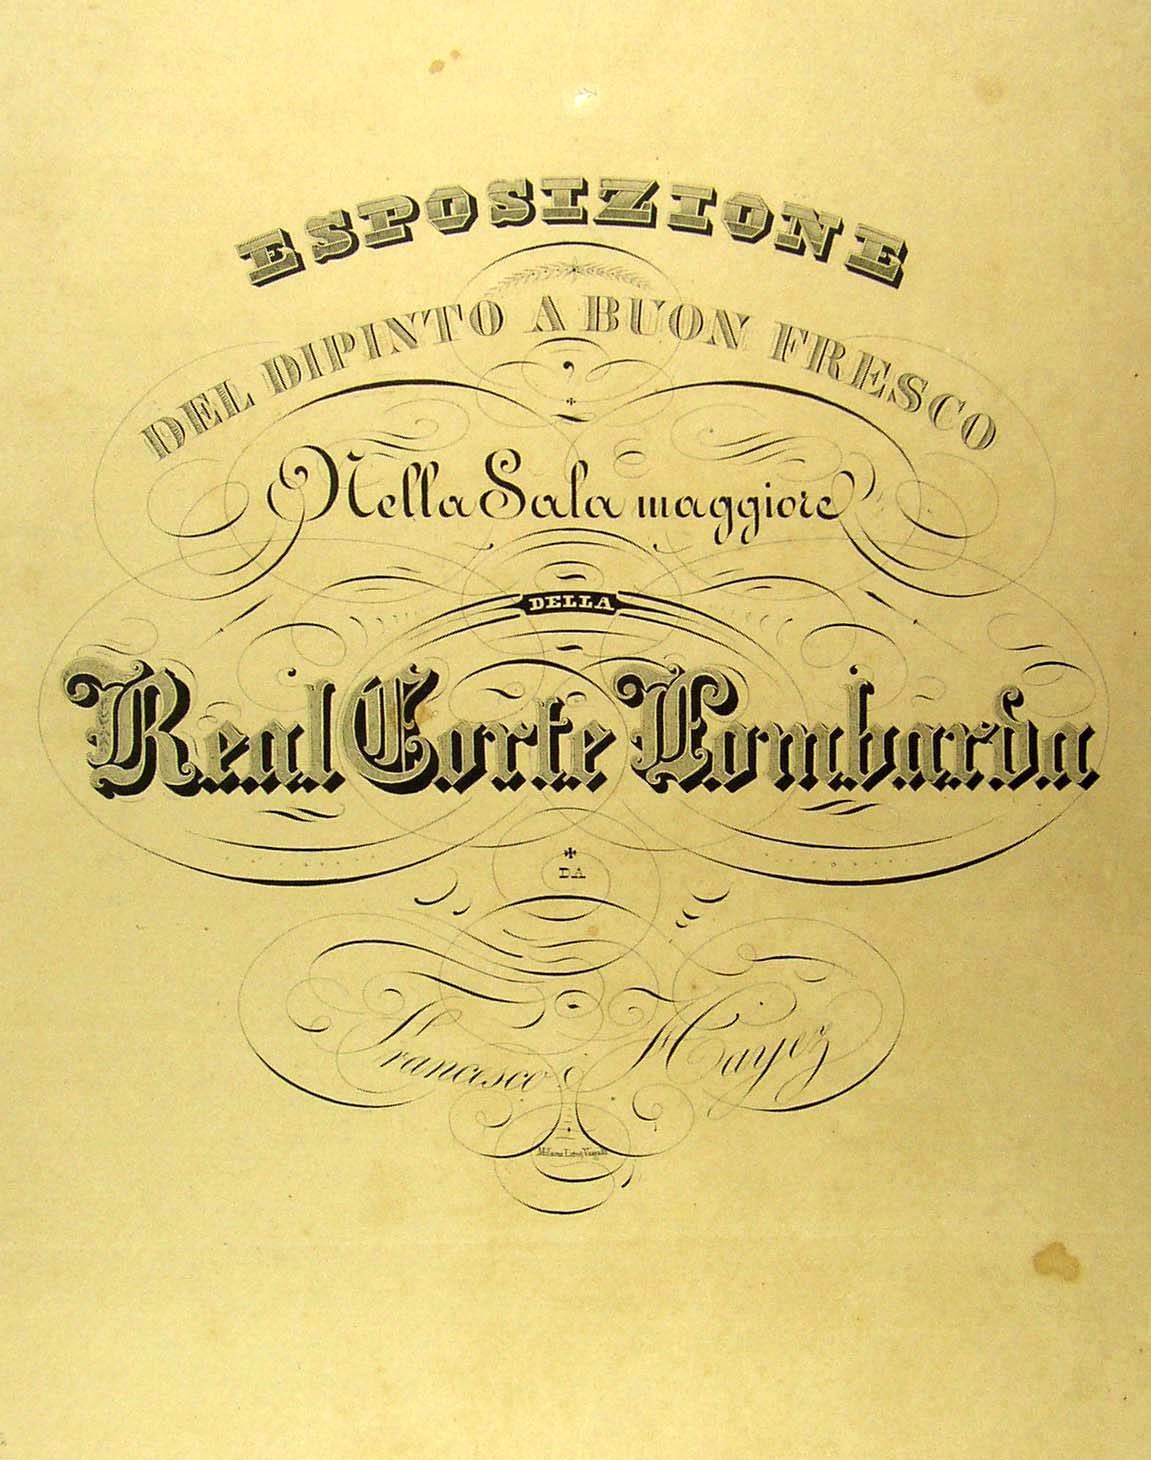 ESPOSIZIONE
DEL DIPINTO A BUON FRESCO
Nella Sala maggiore
DELLA
Real Corte Lombarda
DA
Francesco Hayez